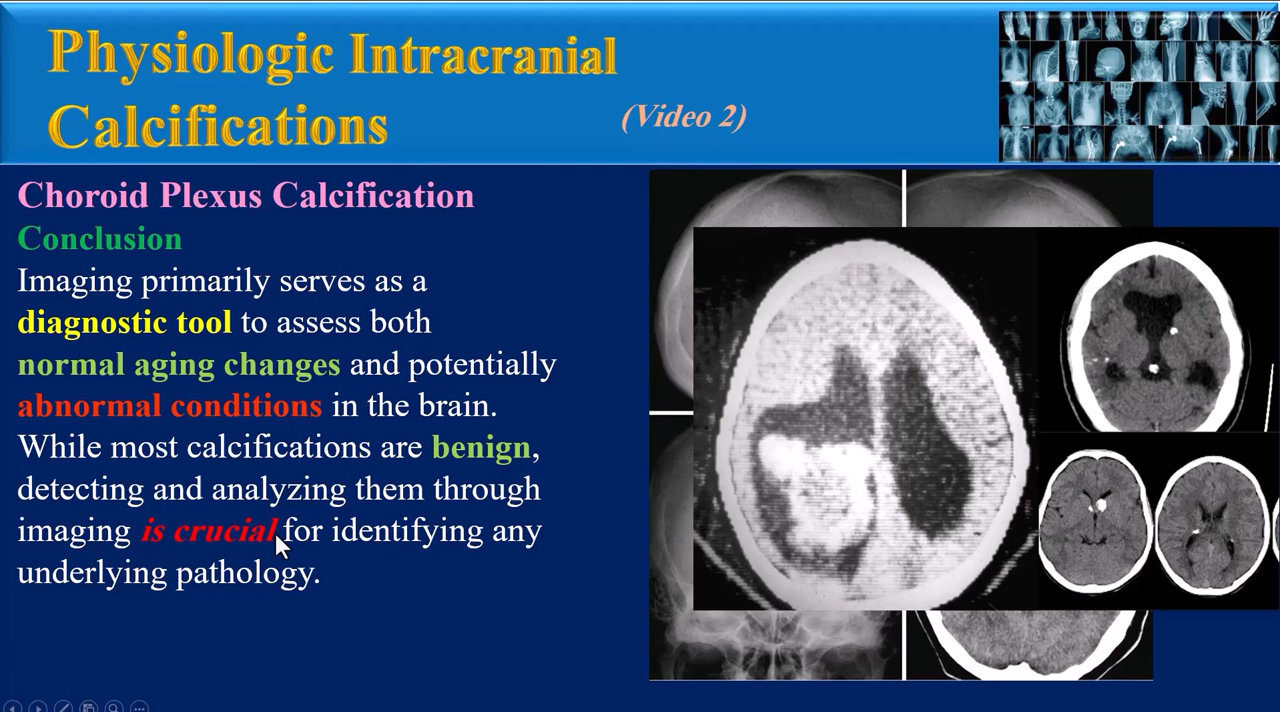 Physiologic Intracranial
Calcifications
(Video 2)
Choroid Plexus Calcification
Conclusion
Imaging primarily serves as a
diagnostic tool to assess both
normal aging changes and potentially
abnormal conditions in the brain.
While most calcifications are benign,
detecting and analyzing them through
imaging is crucial for identifying any
underlying pathology.